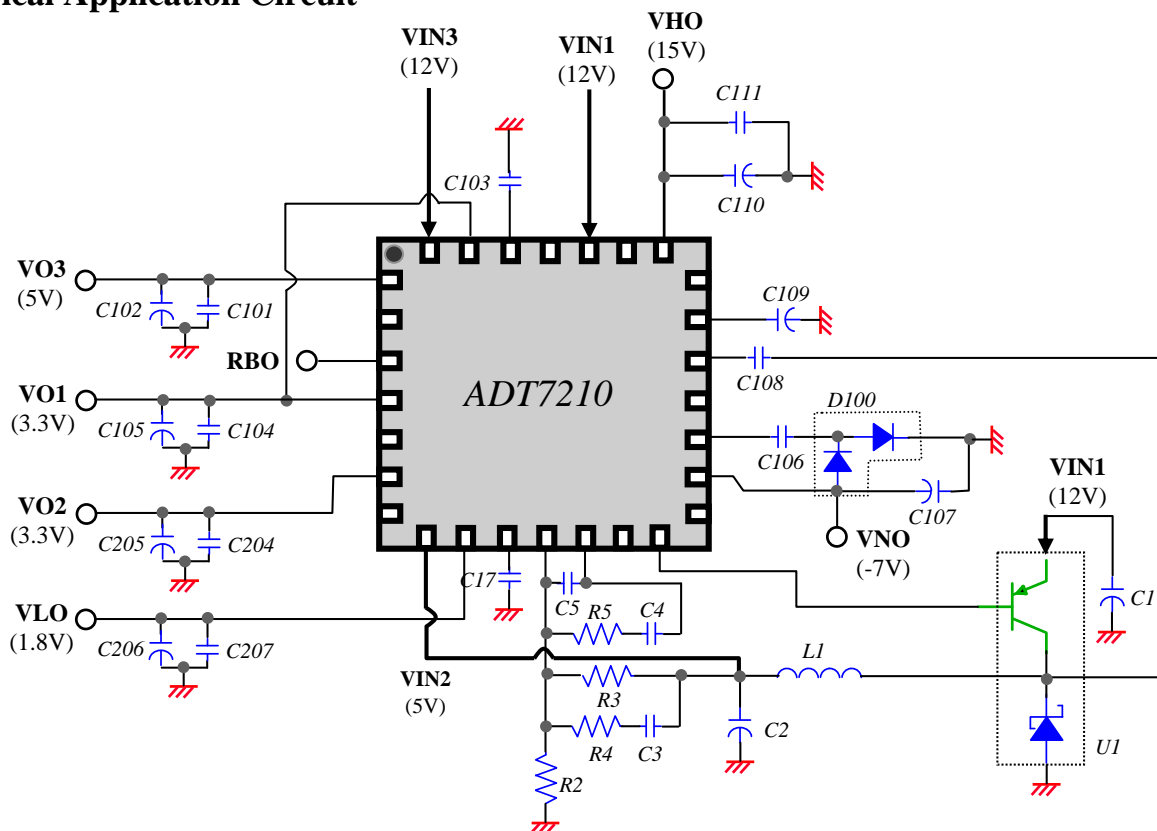 ical Application Circuit
VHO
(15V)
VIN3
(12V)
VIN1
(12V)
C111
C103
C110
VO3
(5V)
C102
C101
C109
RBO
C108
ADT7210
VO1
(3.3V)
C105
C104
D100
C106
C107
VIN1
(12V)
VO2
(3.3V)
C205
C204
VNO
(-7V)
C17
C5
C4
R5
C1
VLO
(1.8V)
C206
C207
VIN2
(5V)
L1
R3
R4
C3
C2
U1
R2